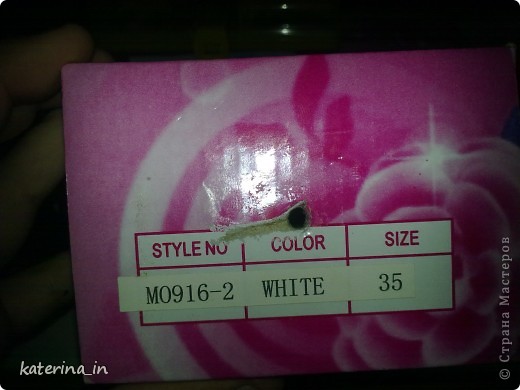 STYLE NO COLOR SIZE
MO916-2 WHITE 35
katerina_in
© Страна Мастеров